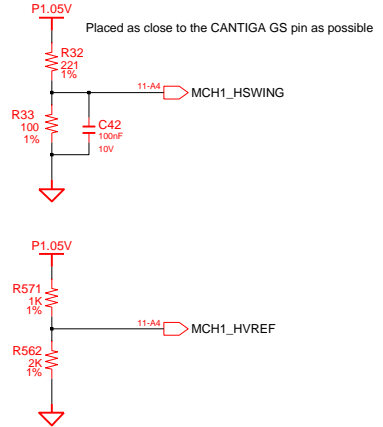 P1.05V
Placed as close to the CANTIGA GS pin as possible
R32
221
1%
11-A4
MCH1_HSWING
R33
100
1%
C42
100nF
10V
P1.05V
R571
1K
1%
11-A4
MCH1_HVREF
R562
2K
1%